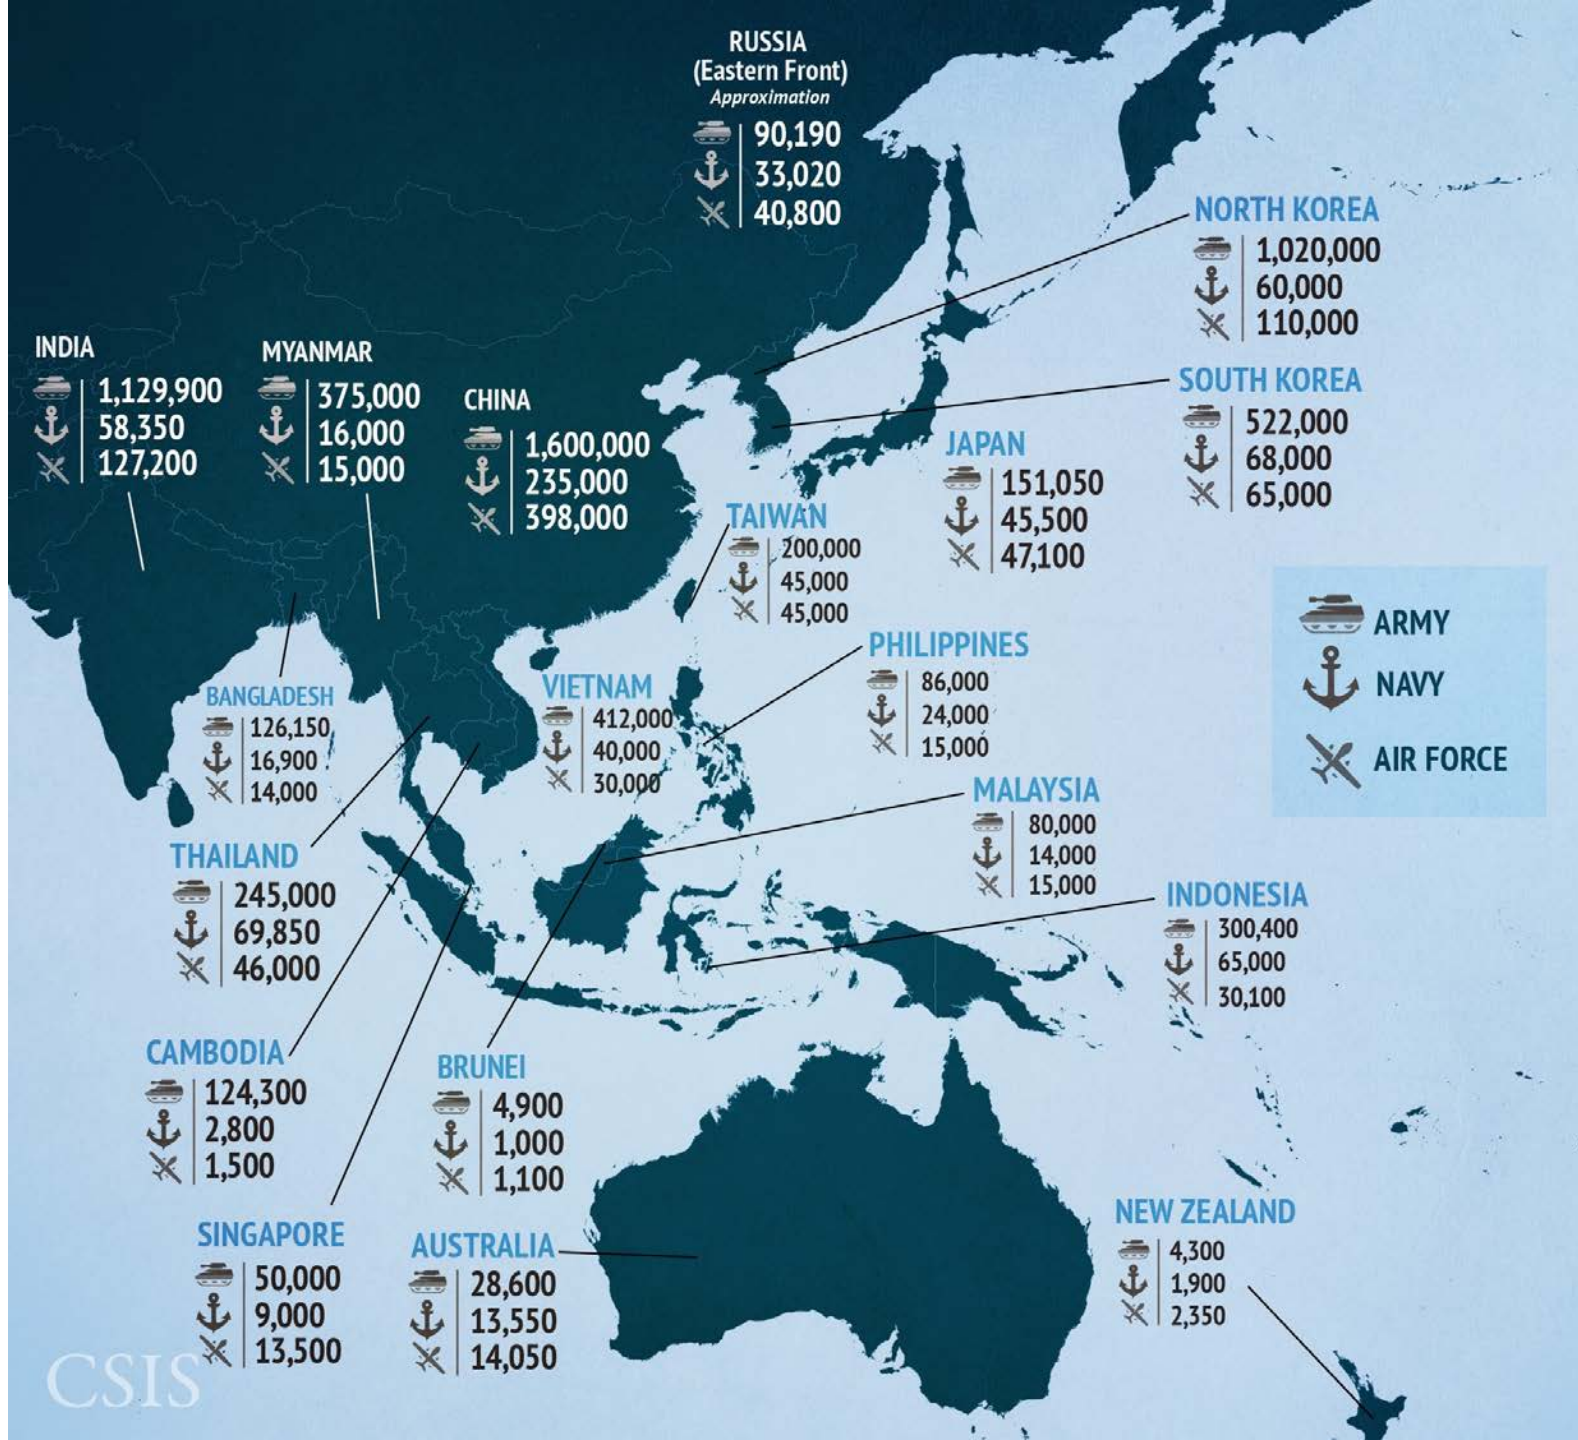 RUSSIA
(Eastern Front)
Approximation
90,190
33,020
40,800
NORTH KOREA
1,020,000
60,000
110,000
INDIA
1,129,900
58,350
127,200
MYANMAR
375,000
16,000
15,000
CHINA
1,600,000
235,000
398,000
SOUTH KOREA
522,000
68,000
65,000
JAPAN
151,050
45,500
47,100
TAIWAN
200,000
45,000
45,000
ARMY
NAVY
AIR FORCE
PHILIPPINES
86,000
24,000
15,000
BANGLADESH
126,150
16,900
14,000
VIETNAM
412,000
40,000
30,000
MALAYSIA
80,000
14,000
15,000
THAILAND
245,000
69,850
46,000
INDONESIA
300,400
65,000
30,100
CAMBODIA
124,300
2,800
1,500
BRUNEI
4,900
1,000
1,100
SINGAPORE
50,000
9,000
13,500
AUSTRALIA
28,600
13,550
14,050
NEW ZEALAND
4,300
1,900
2,350
CSIS